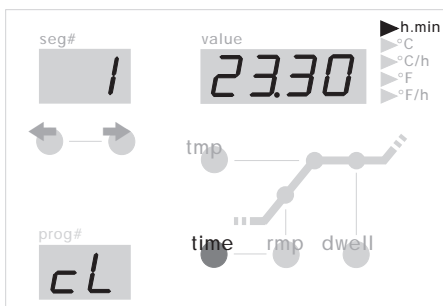 seg#
1
value
23.30
h.min
°C
°C/h
°F
°F/h
tmp
prog#
cL
time
rmp
dwell